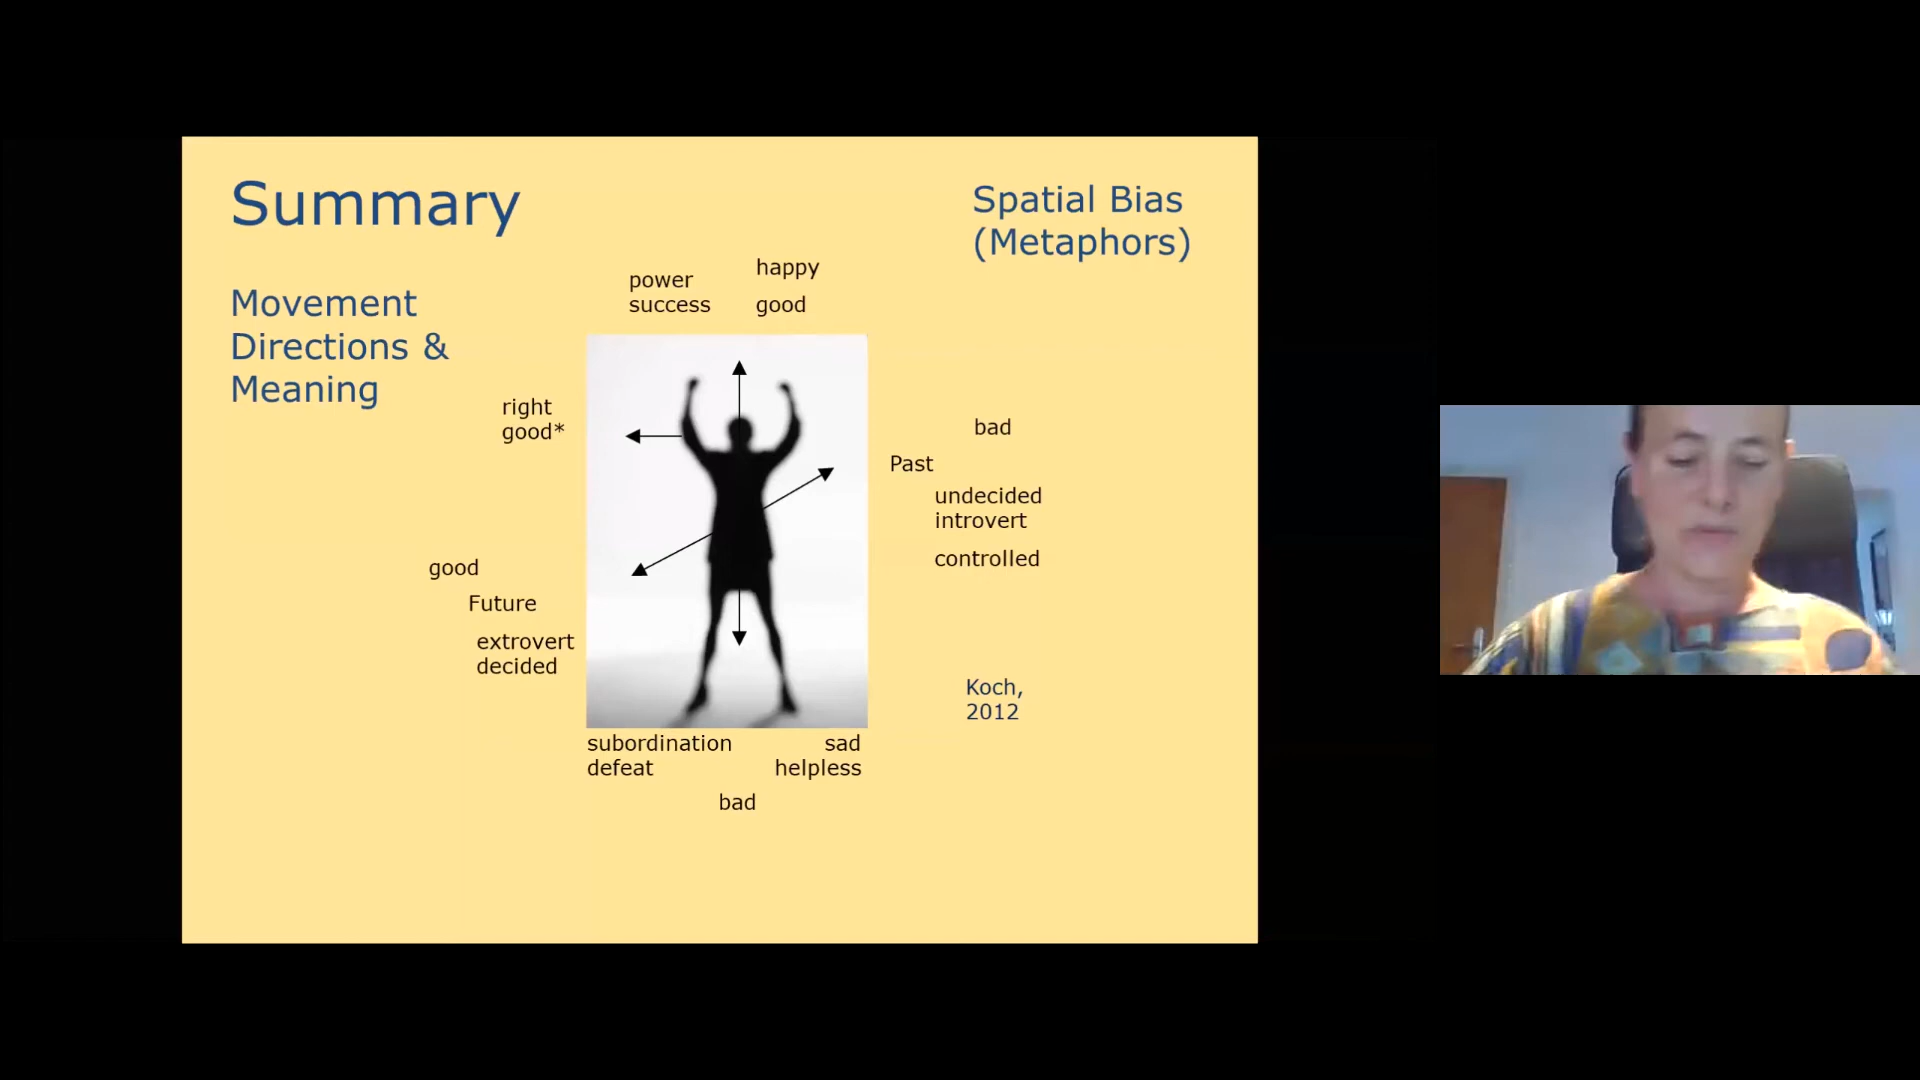 Summary
Spatial Bias
(Metaphors)
Movement
Directions &
Meaning
power
success
happy
good
right
good*
bad
Past
undecided
introvert
controlled
good
Future
extrovert
decided
Koch,
2012
subordination
defeat
sad
helpless
bad